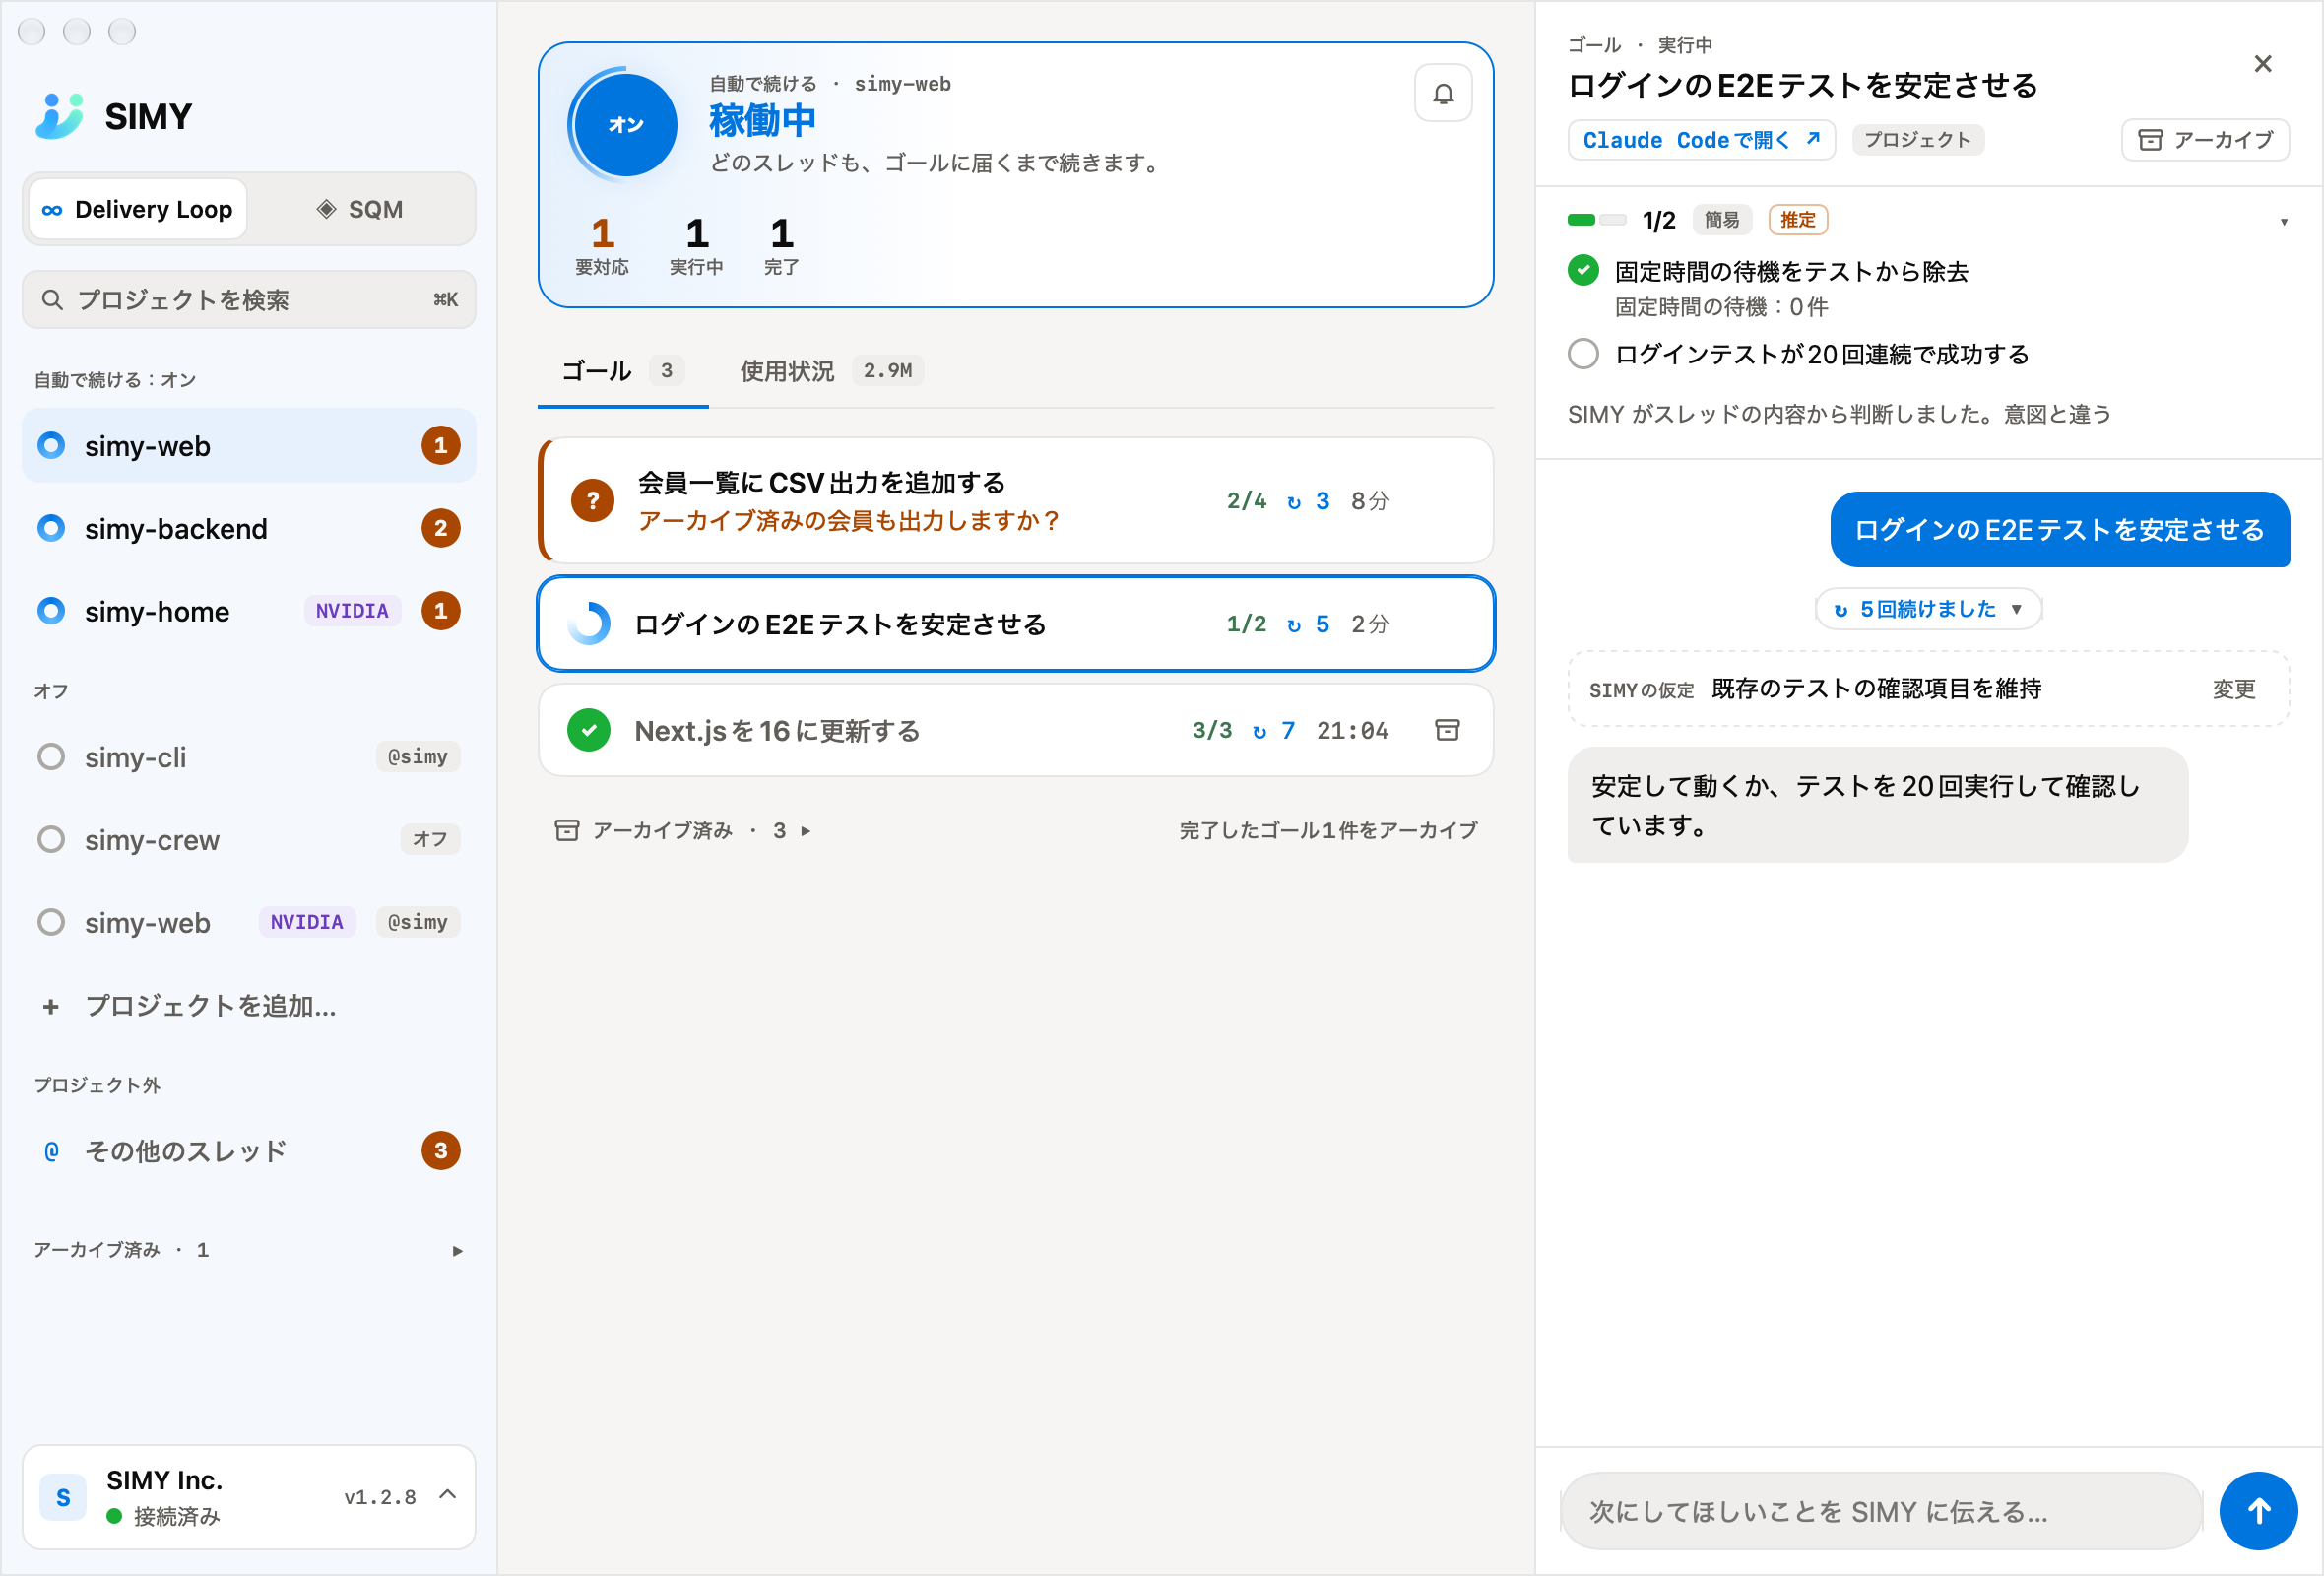 SIMY
∞ Delivery Loop
◈ SQM
プロジェクトを検索
⌘K
自動で続ける：オン
simy-web
1
simy-backend
2
simy-home
NVIDIA
1
オフ
simy-cli
@simy
simy-crew
オフ
simy-web
NVIDIA
@simy
+ プロジェクトを追加...
プロジェクト外
@ その他のスレッド
3
アーカイブ済み · 1 ▸
S
SIMY Inc.
接続済み
v1.2.8
オン
自動で続ける · simy-web
稼働中
どのスレッドも、ゴールに届くまで続きます。
1
要対応
1
実行中
1
完了
ゴール 3
使用状況 2.9M
?
会員一覧にCSV出力を追加する
アーカイブ済みの会員も出力しますか？
2/4 ↻ 3 8分
ログインのE2Eテストを安定させる
1/2 ↻ 5 2分
Next.jsを16に更新する
3/3 ↻ 7 21:04
アーカイブ済み · 3 ▸
完了したゴール1件をアーカイブ
ゴール · 実行中
ログインのE2Eテストを安定させる
Claude Codeで開く ↗
プロジェクト
アーカイブ
1/2
簡易
推定
▾
固定時間の待機をテストから除去
固定時間の待機：0件
ログインテストが20回連続で成功する
SIMY がスレッドの内容から判断しました。意図と違う
ログインのE2Eテストを安定させる
↻ 5回続けました ▼
SIMYの仮定 既存のテストの確認項目を維持
変更
安定して動くか、テストを20回実行して確認し
ています。
次にしてほしいことを SIMY に伝える...